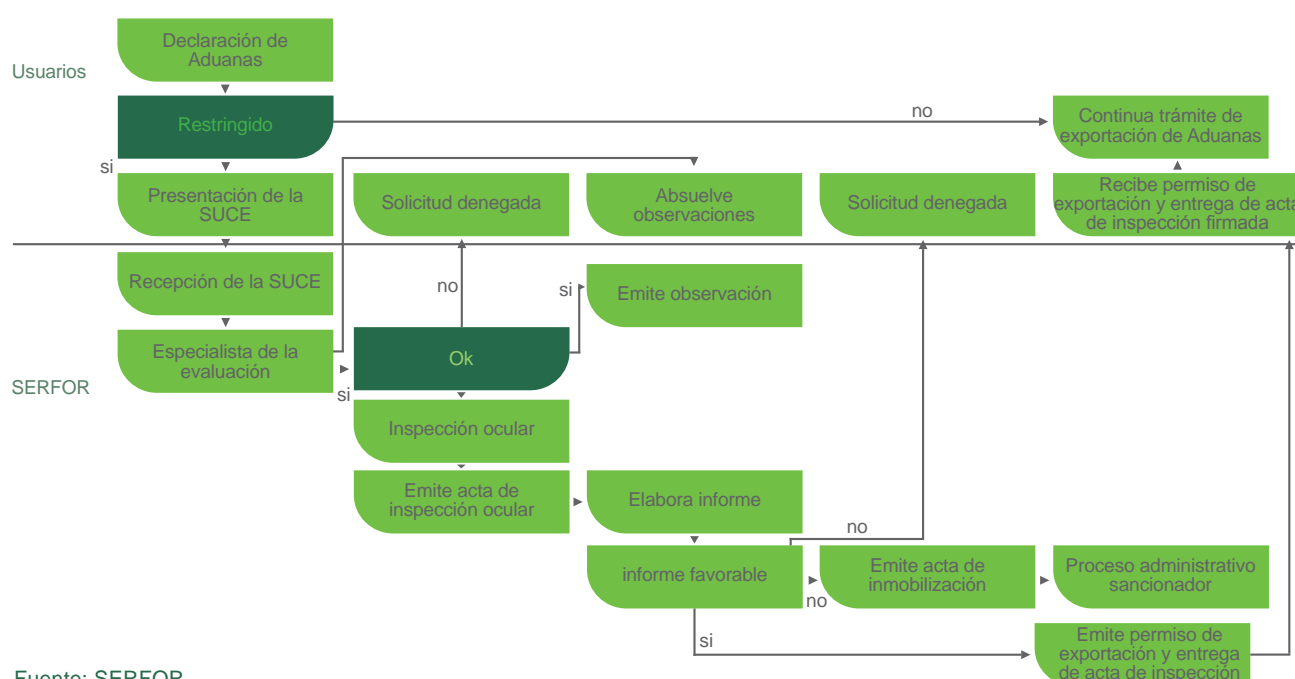 Declaración de
Aduanas
Usuarios
Restringido
no
Continua trámite de
exportación de Aduanas
si
Presentación de la
SUCE
Solicitud denegada
Absuelve
observaciones
Solicitud denegada
Recibe permiso de
exportación y entrega de acta
de inspección firmada
Recepción de la SUCE
no
si
Emite observación
Especialista de la
evaluación
Ok
SERFOR
si
Inspección ocular
Emite acta de
inspección ocular
Elabora informe
no
informe favorable
Emite acta de
inmobilización
Proceso administrativo
sancionador
no
si
Emite permiso de
exportación y entrega
de acta de inspección
Fuente: SERFOR